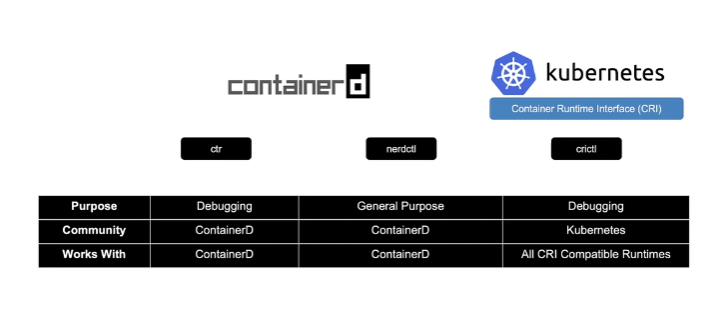 containerd
kubernetes
Container Runtime Interface (CRI)
ctr nerdctl crictl
Purpose Debugging General Purpose Debugging
Community ContainerD ContainerD Kubernetes
Works With ContainerD ContainerD All CRI Compatible Runtimes